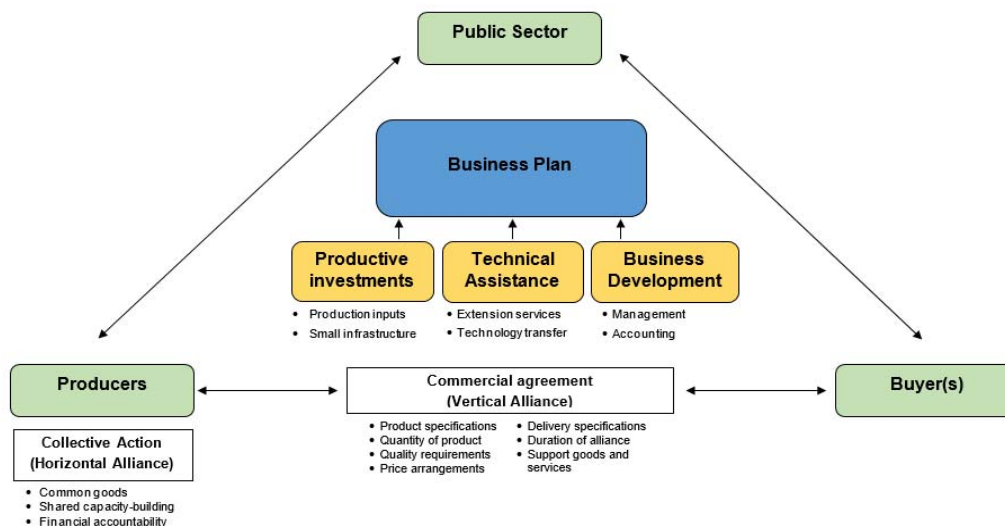 Public Sector
Business Plan
Productive
investments
• Production inputs
• Small infrastructure
Technical
Assistance
• Extension services
• Technology transfer
Business
Development
• Management
• Accounting
Producers
Commercial agreement
(Vertical Alliance)
• Product specifications
• Quantity of product
• Quality requirements
• Price arrangements
• Delivery specifications
• Duration of alliance
• Support goods and
services
Buyer(s)
Collective Action
(Horizontal Alliance)
• Common goods
• Shared capacity-building
• Financial accountability